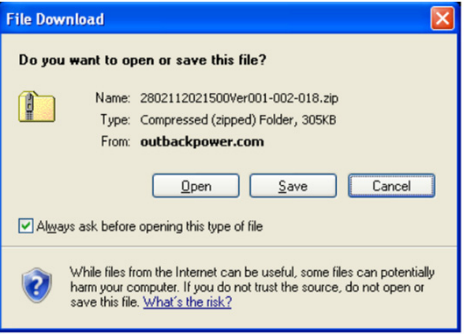 File Download
Do you want to open or save this file?
Name: 2802112021500Ver001-002-018.zip
Type: Compressed (zipped) Folder, 305KB
From: outbackpower.com
Open Save Cancel
Always ask before opening this type of file
While files from the Internet can be useful, some files can potentially
harm your computer. If you do not trust the source, do not open or
save this file. What's the risk?